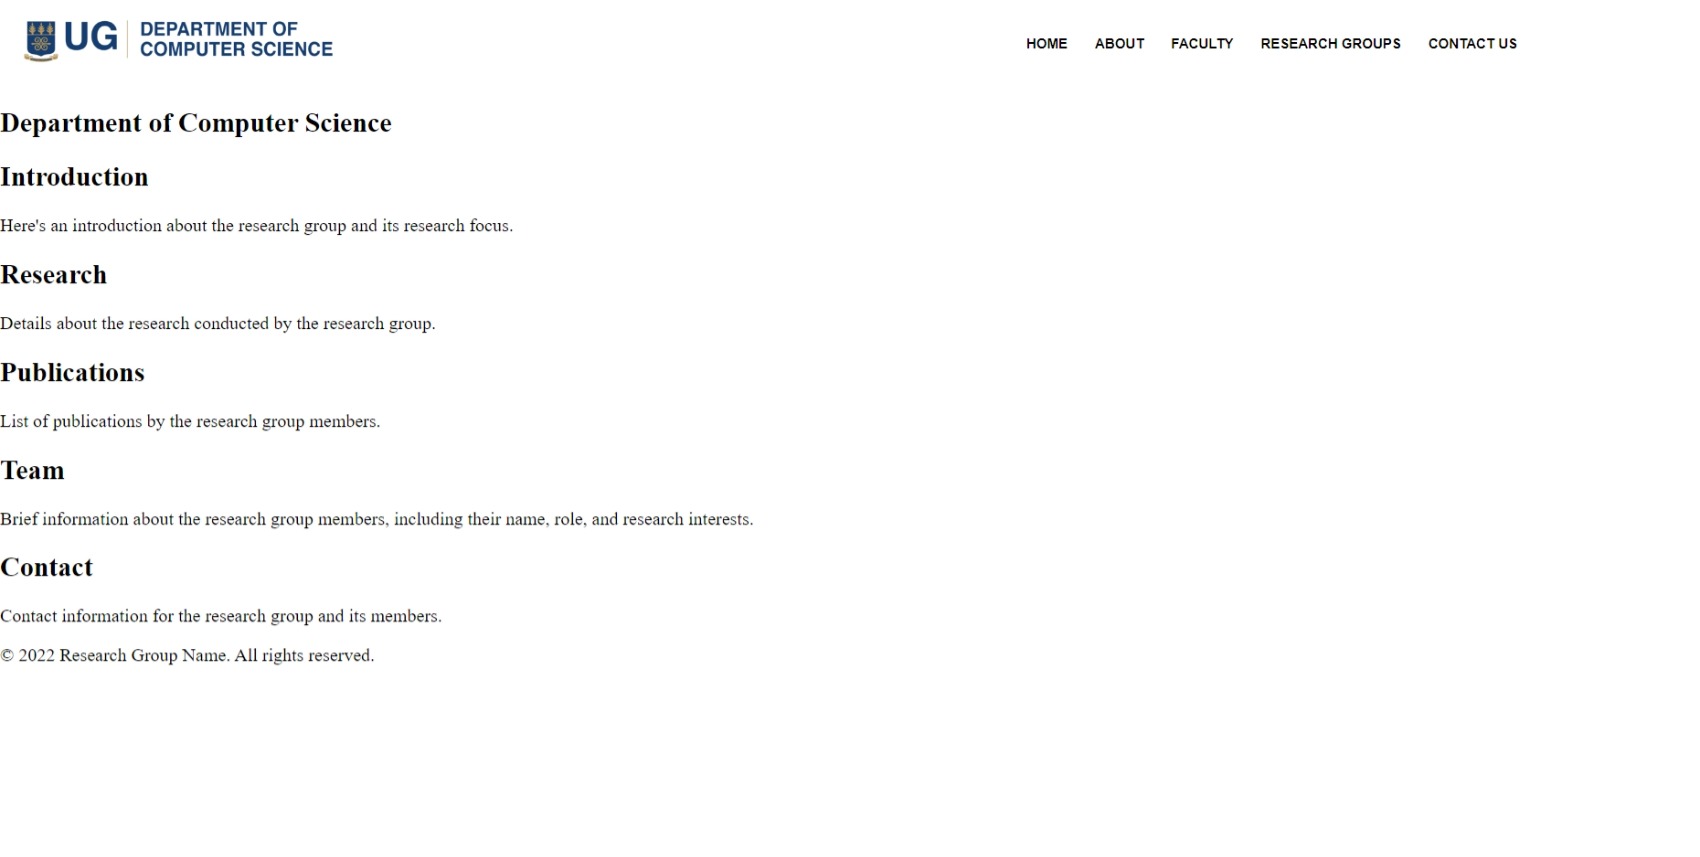 UG DEPARTMENT OF
COMPUTER SCIENCE
HOME ABOUT FACULTY RESEARCH GROUPS CONTACT US
Department of Computer Science
Introduction
Here's an introduction about the research group and its research focus.
Research
Details about the research conducted by the research group.
Publications
List of publications by the research group members.
Team
Brief information about the research group members, including their name, role, and research interests.
Contact
Contact information for the research group and its members.
© 2022 Research Group Name. All rights reserved.